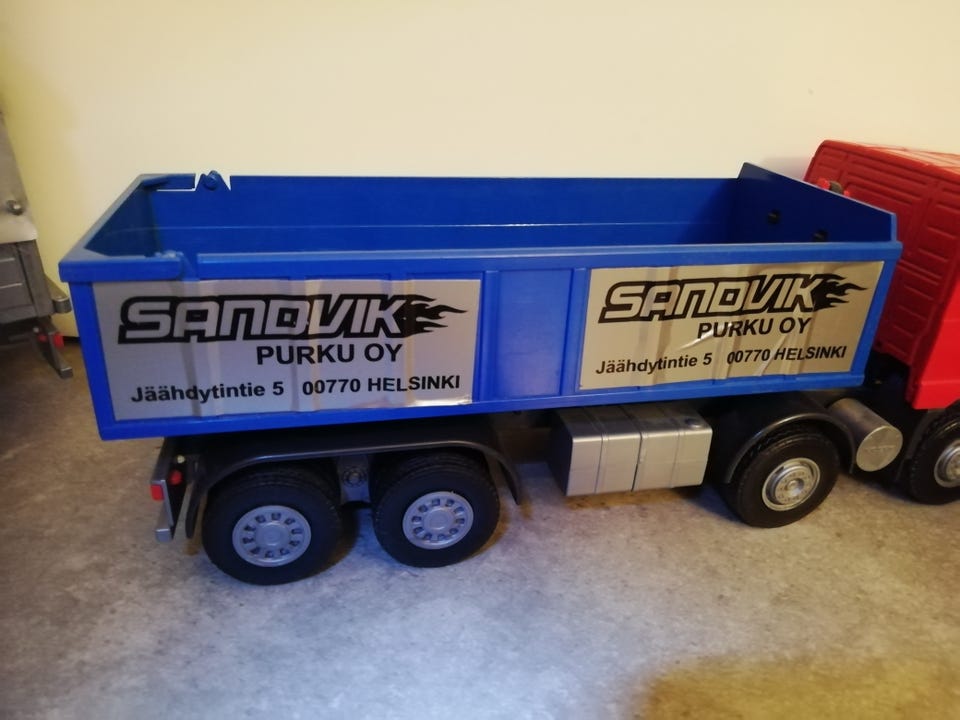 SANDVIK
PURKU OY
Jäähdytintie 5 00770 HELSINKI
SANDVIK
PURKU OY
Jäähdytintie 5 00770 HELSINKI